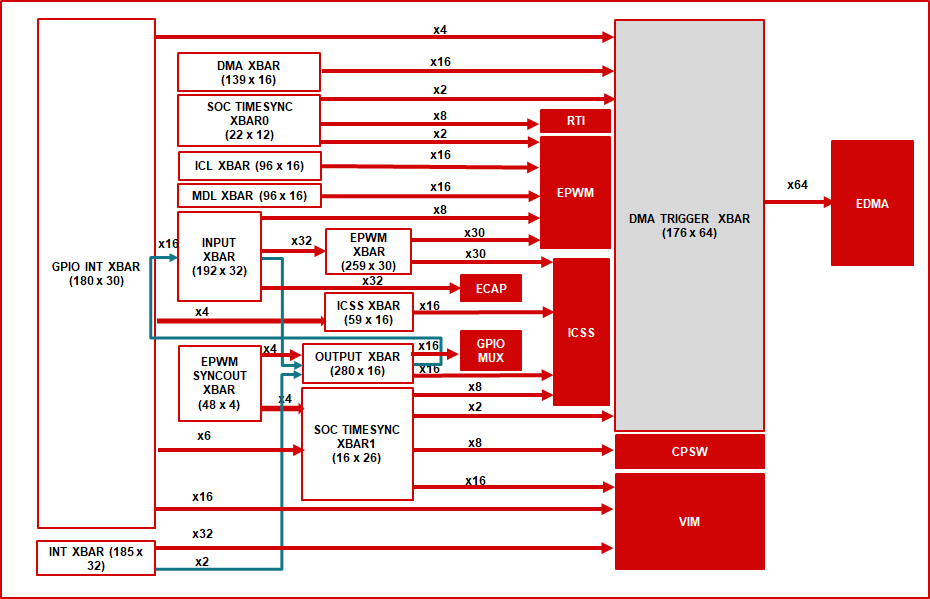 x4
DMA XBAR
(139 x 16)
x16
SOC TIMESYNC
XBAR0
(22 x 12)
x2
x8
x2
RTI
ICL XBAR (96 x 16)
x16
MDL XBAR (96 x 16)
x16
EPWM
x64
EDMA
DMA TRIGGER XBAR
(176 x 64)
GPIO INT XBAR
(180 x 30)
x16
INPUT
XBAR
(192 x 32)
x8
x32
EPWM
XBAR
(259 x 30)
x30
x30
x32
ECAP
x4
ICSS XBAR
(59 x 16)
x16
ICSS
EPWM
SYNCOUT
XBAR
(48 x 4)
x4
OUTPUT XBAR
(280 x 16)
x16
GPIO
MUX
x16
x4
SOC TIMESYNC
XBAR1
(16 x 26)
x8
x2
x6
x8
CPSW
x16
x16
VIM
INT XBAR (185 x
32)
x32
x2